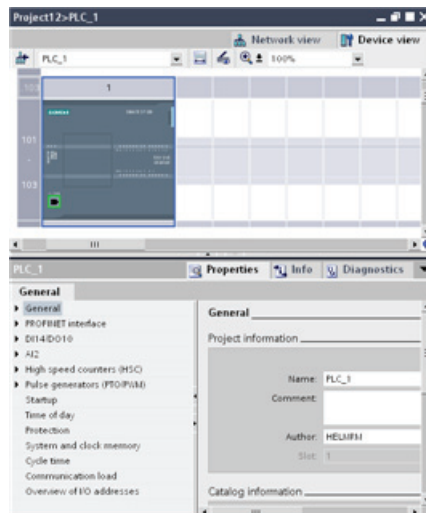 Project12>PLC_1
Network view
Device view
PLC_1
100%
103
1
SIEMENS
101
103
PLC_1
Properties
Info
Diagnostics
General
General
PROFINET interface
DI14/DO10
AI2
High speed counters (HSC)
Pulse generators (PTO/PWM)
Startup
Time of day
Protection
System and clock memory
Cycle time
Communication load
Overview of I/O addresses
General
Project information
Name: PLC_1
Comment:
Author: HELMFM
Slot: 1
Catalog information